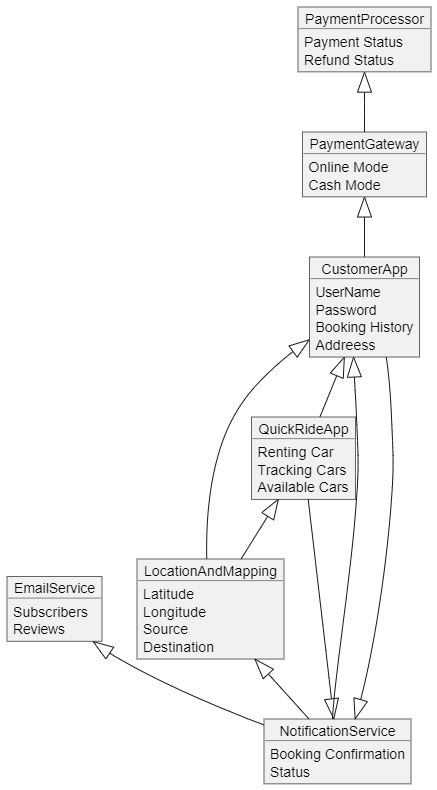 PaymentProcessor
Payment Status
Refund Status
PaymentGateway
Online Mode
Cash Mode
CustomerApp
UserName
Password
Booking History
Addreess
QuickRideApp
Renting Car
Tracking Cars
Available Cars
LocationAndMapping
Latitude
Longitude
Source
Destination
EmailService
Subscribers
Reviews
NotificationService
Booking Confirmation
Status